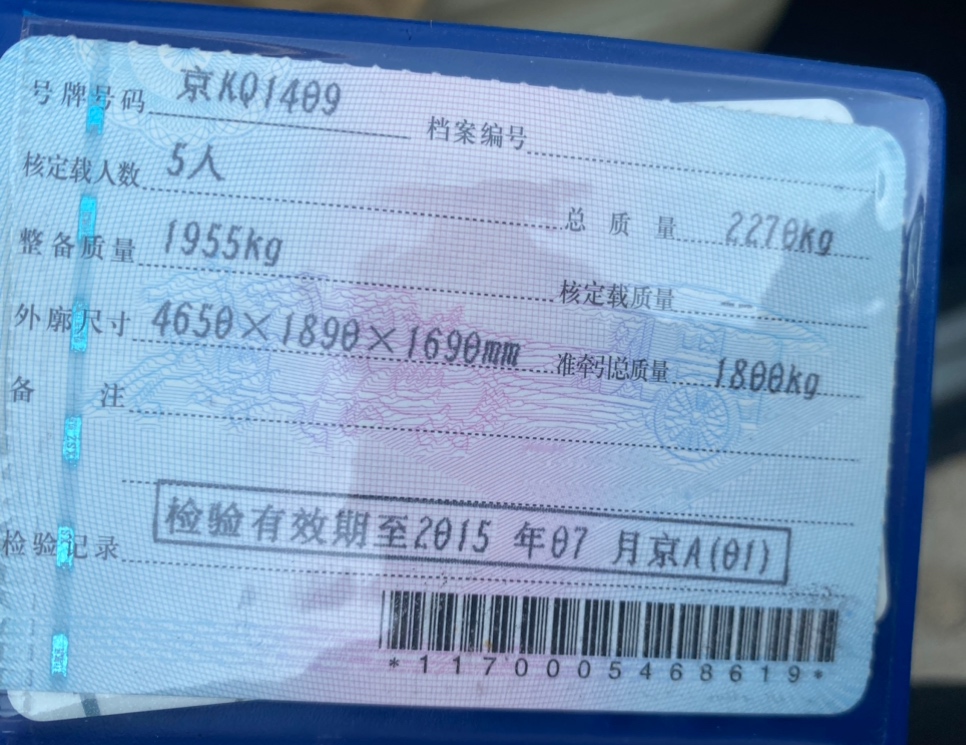 号牌号码 京KQ1409 档案编号
核定载人数 5人 总质量 2270kg
整备质量 1955kg 核定载质量 --
外廓尺寸 4650×1890×1690mm 准牵引总质量 1800kg
备注
检验记录 检验有效期至2015 年07 月京A(01)
*1170005468619*